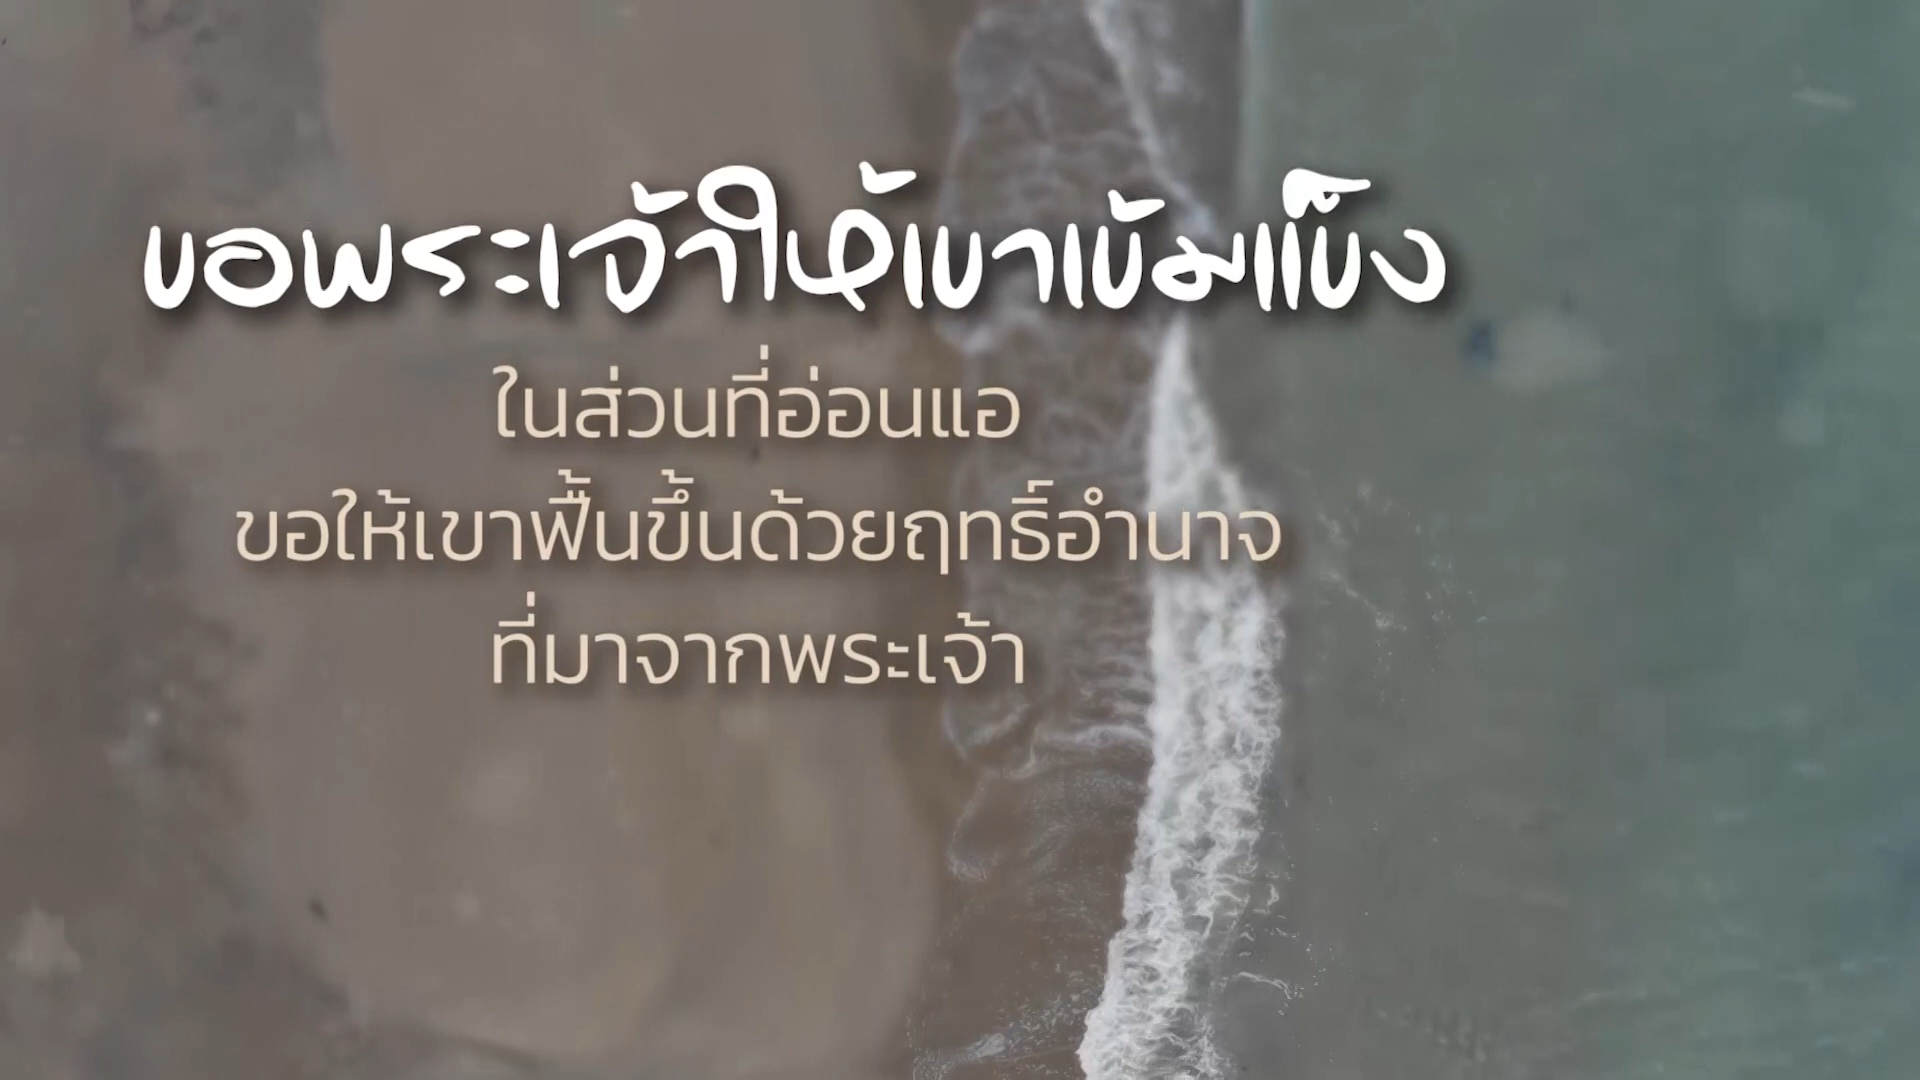 ขอพระเจ้าให้เขาเข้มแข็ง
ในส่วนที่อ่อนแอ
ขอให้เขาฟื้นขึ้นด้วยฤทธิ์อำนาจ
ที่มาจากพระเจ้า